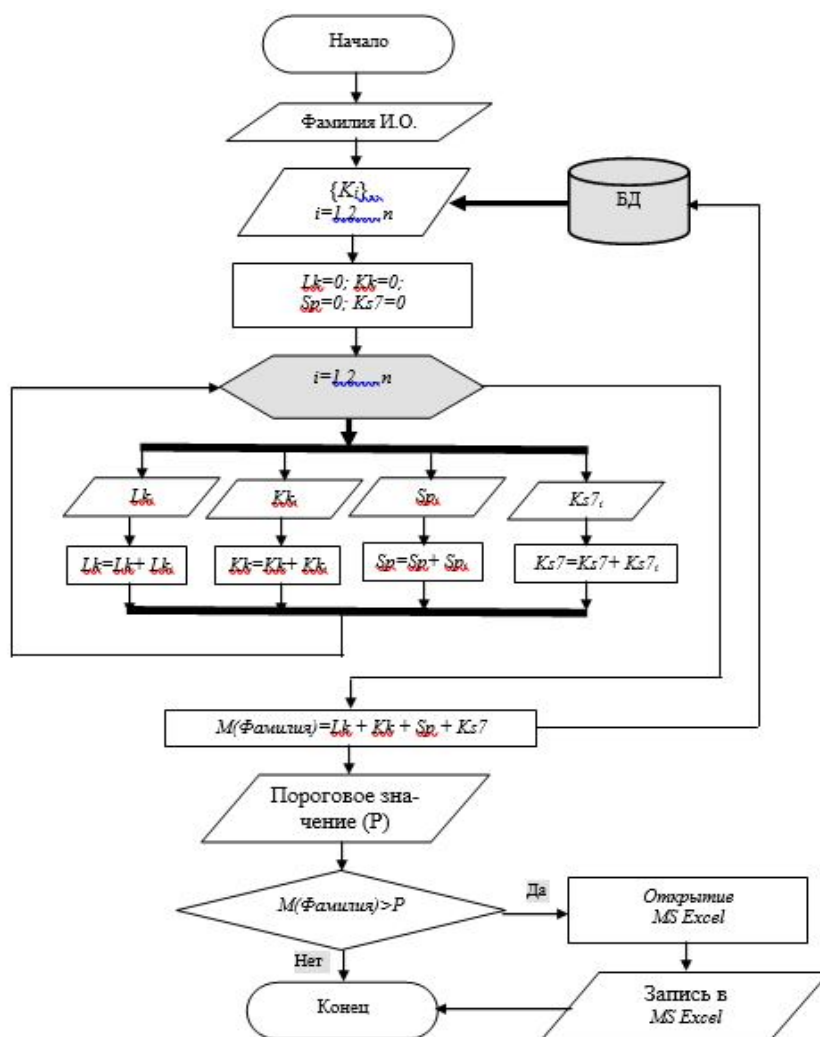 Начало
Фамилия И.О.
{Ki},
i=1,2,...,n
БД
Lk=0; Kk=0;
Sp=0; Ks7=0
i=1,2,...,n
Lkᵢ
Kkᵢ
Spᵢ
Ks7ᵢ
Lk=Lk+ Lkᵢ
Kk=Kk+ Kkᵢ
Sp=Sp+ Spᵢ
Ks7=Ks7+ Ks7ᵢ
M(Фамилия)=Lk + Kk + Sp + Ks7
Пороговое зна-
чение (P)
M(Фамилия)>P
Да
Открытие
MS Excel
Нет
Конец
Запись в
MS Excel